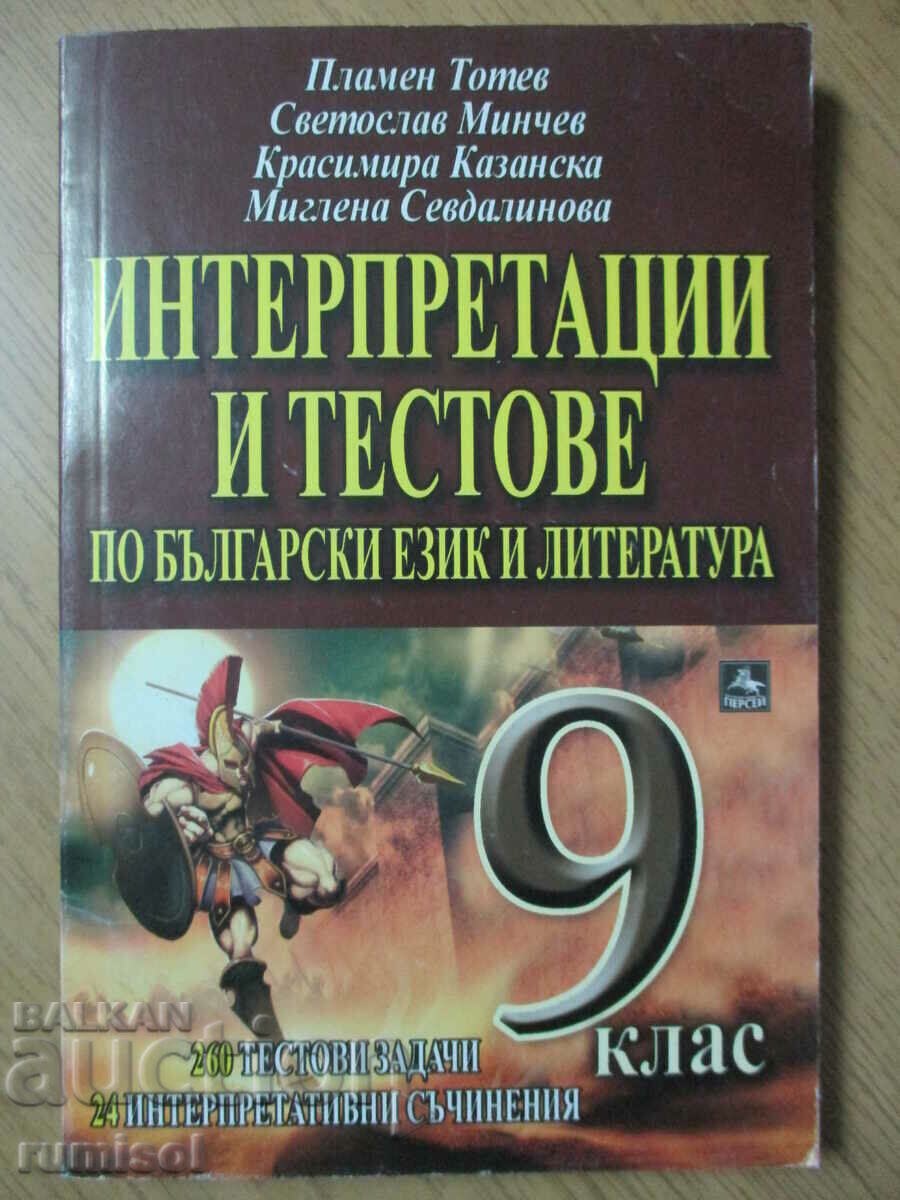 Пламен Тотев
Светослав Минчев
Красимира Казанска
Миглена Севдалинова
ИНТЕРПРЕТАЦИИ
И ТЕСТОВЕ
ПО БЪЛГАРСКИ ЕЗИК И ЛИТЕРАТУРА
ПЕРСЕЙ
9
клас
260 ТЕСТОВИ ЗАДАЧИ
24 ИНТЕРПРЕТАТИВНИ СЪЧИНЕНИЯ
BALKAN
auction
rumisol